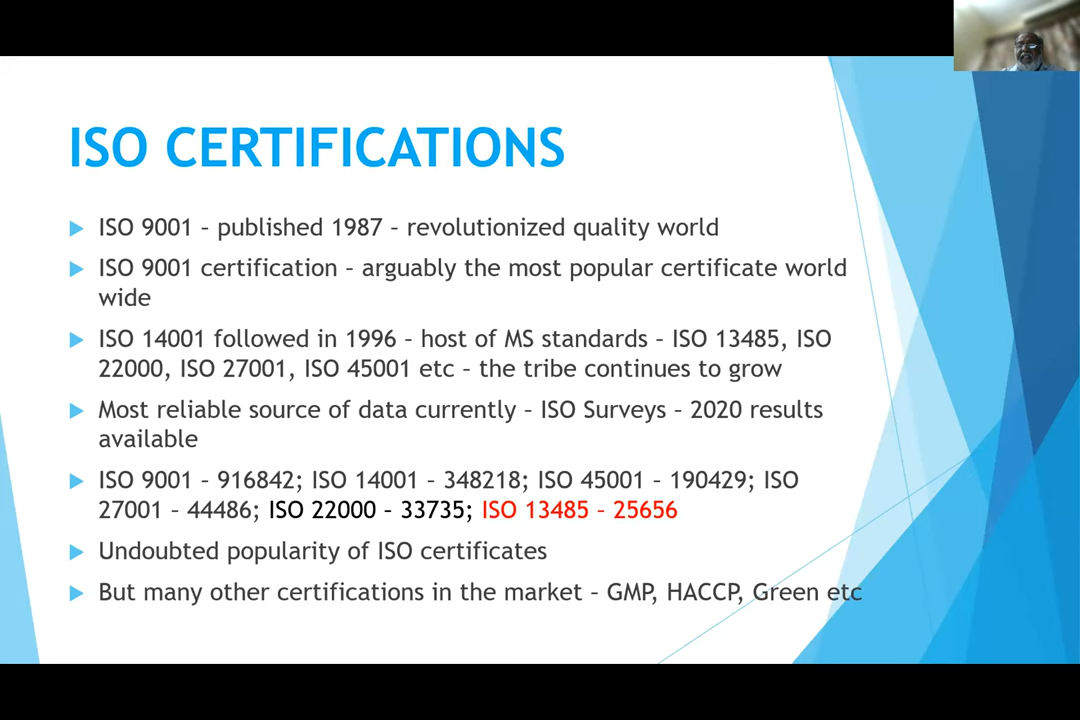 ISO CERTIFICATIONS
ISO 9001 – published 1987 – revolutionized quality world
ISO 9001 certification – arguably the most popular certificate world
wide
ISO 14001 followed in 1996 – host of MS standards – ISO 13485, ISO
22000, ISO 27001, ISO 45001 etc – the tribe continues to grow
Most reliable source of data currently – ISO Surveys – 2020 results
available
ISO 9001 – 916842; ISO 14001 – 348218; ISO 45001 – 190429; ISO
27001 – 44486; ISO 22000 – 33735; ISO 13485 – 25656
Undoubted popularity of ISO certificates
But many other certifications in the market – GMP, HACCP, Green etc